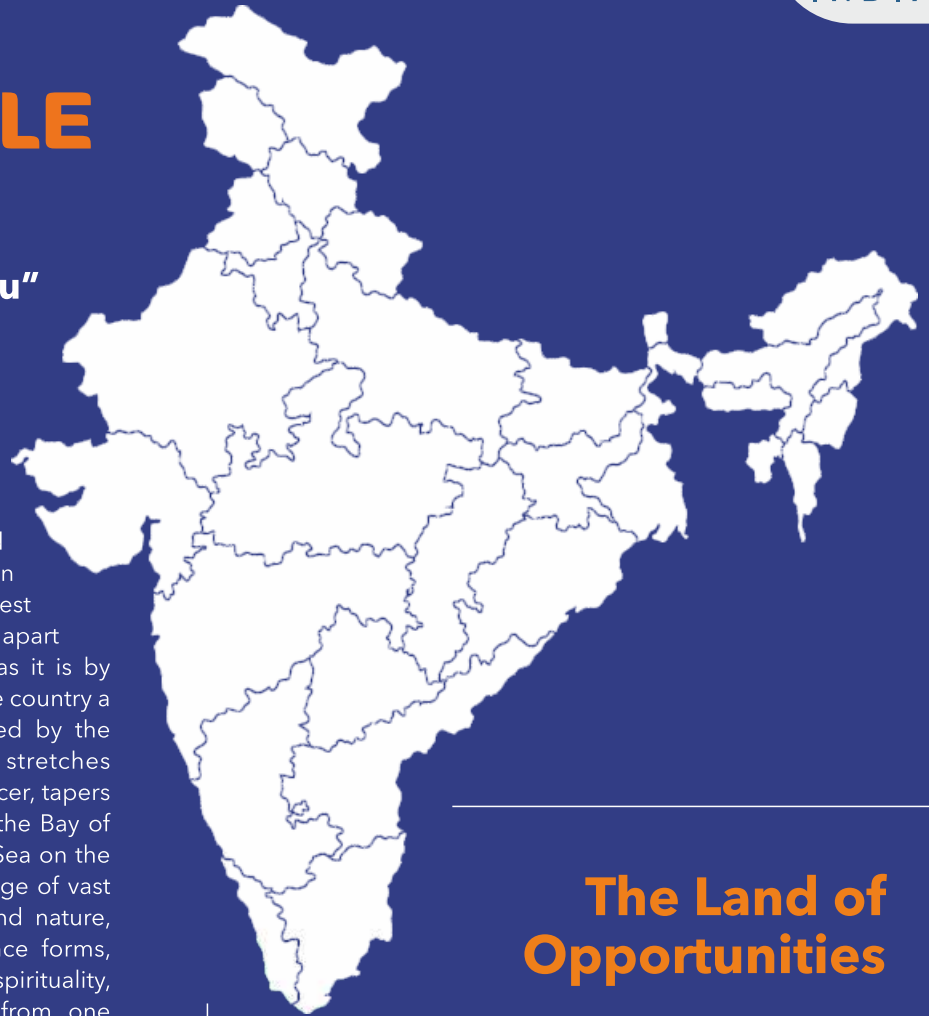 LE
u”
n
est
apart
as it is by
country a
ed by the
stretches
cer, tapers
the Bay of
Sea on the
ge of vast
nd nature,
nce forms,
spirituality,
from one
The Land of
Opportunities